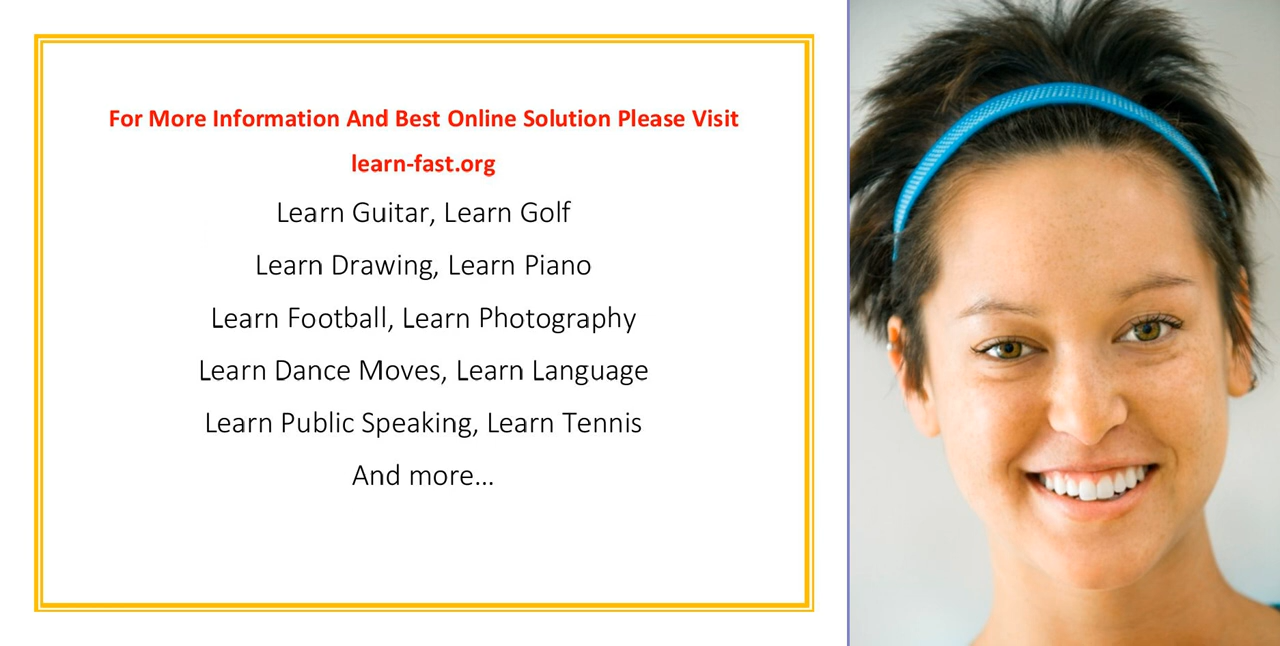 For More Information And Best Online Solution Please Visit
learn-fast.org
Learn Guitar, Learn Golf
Learn Drawing, Learn Piano
Learn Football, Learn Photography
Learn Dance Moves, Learn Language
Learn Public Speaking, Learn Tennis
And more...